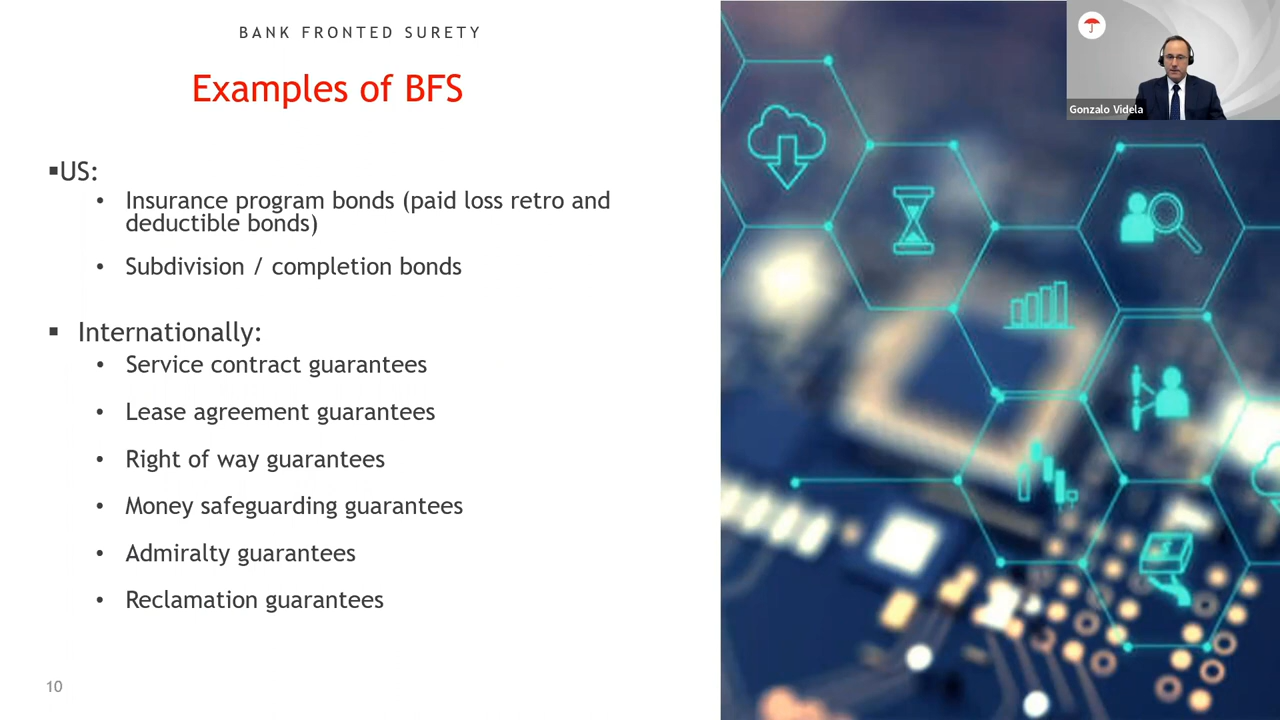 BANK FRONTED SURETY
Examples of BFS
▪US:
• Insurance program bonds (paid loss retro and
deductible bonds)
• Subdivision / completion bonds
▪ Internationally:
• Service contract guarantees
• Lease agreement guarantees
• Right of way guarantees
• Money safeguarding guarantees
• Admiralty guarantees
• Reclamation guarantees
10
Gonzalo Videla